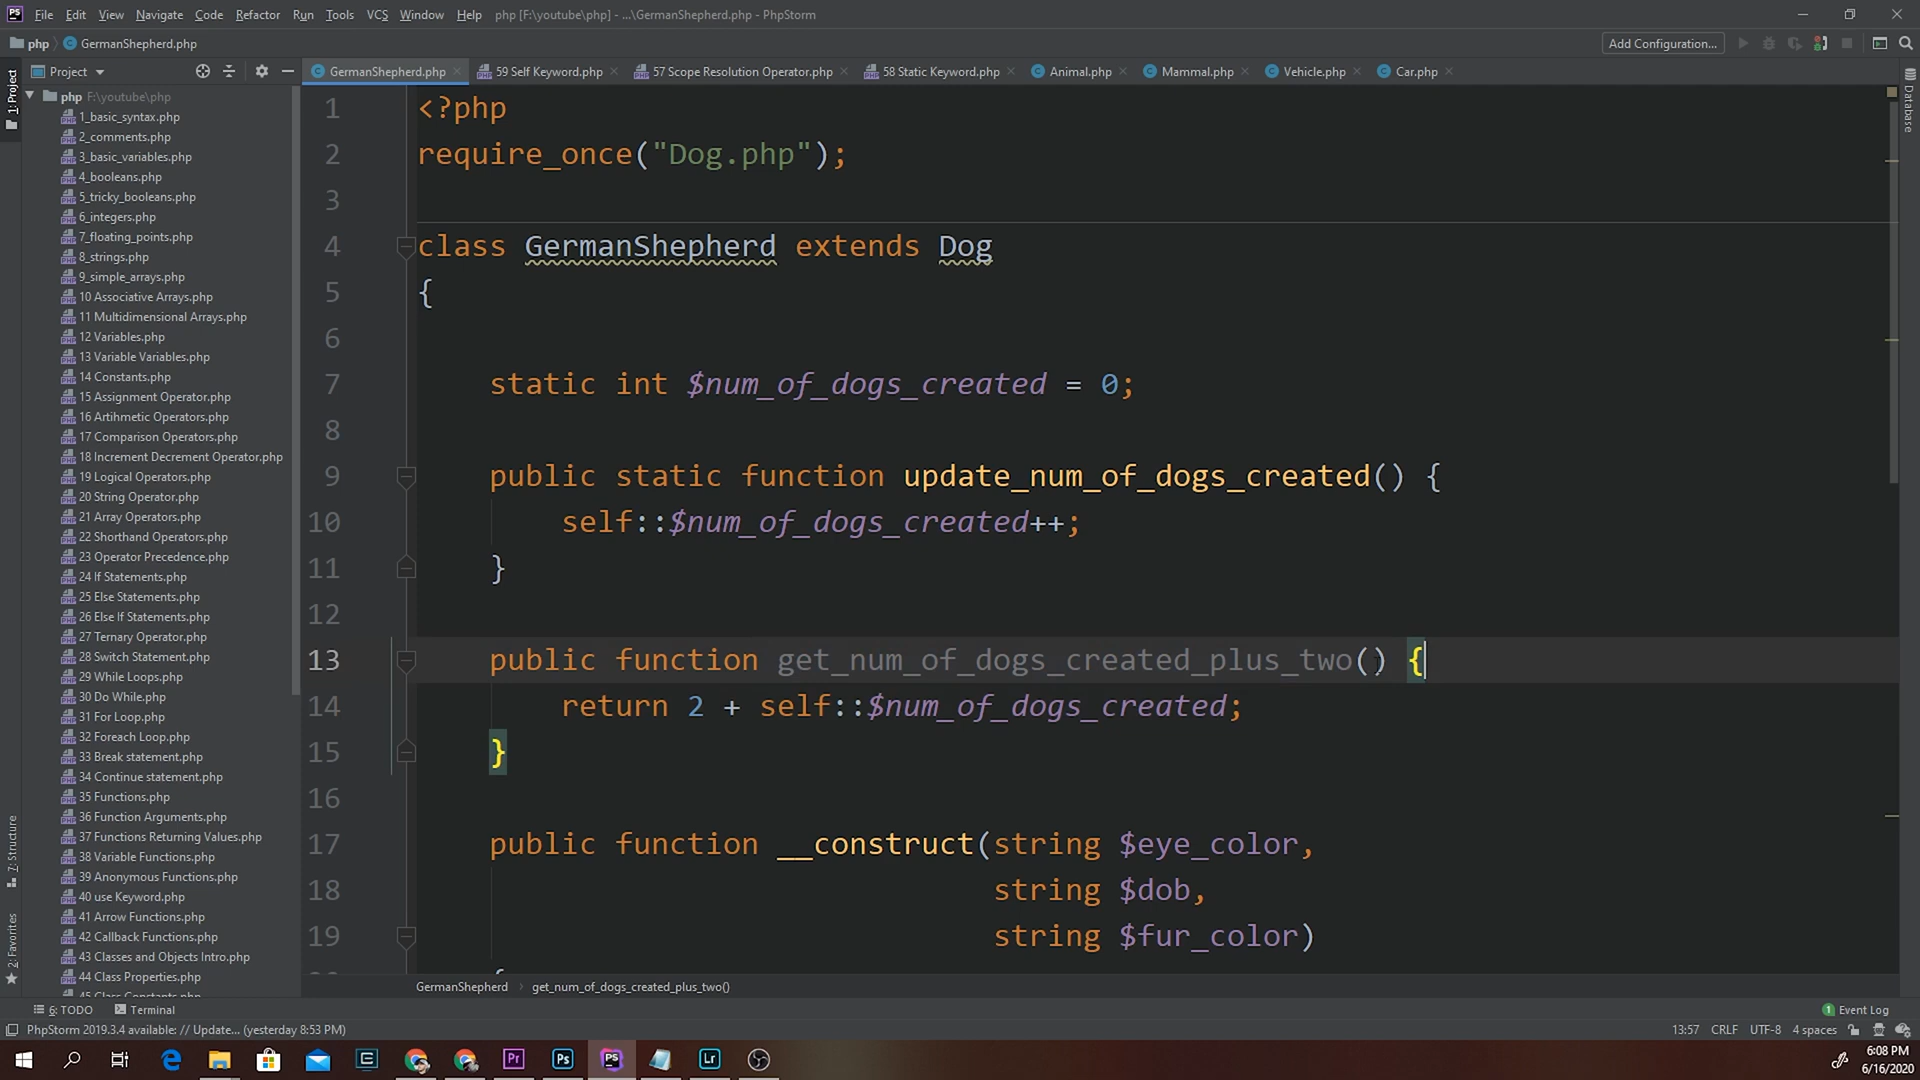 File Edit View Navigate Code Refactor Run Tools VCS Window Help php [F:\youtube\php] - ...\GermanShepherd.php - PhpStorm
php GermanShepherd.php
Add Configuration...
Project
GermanShepherd.php 59 Self Keyword.php 57 Scope Resolution Operator.php 58 Static Keyword.php Animal.php Mammal.php Vehicle.php Car.php
1: Project
Database
php F:\youtube\php
1_basic_syntax.php
2_comments.php
3_basic_variables.php
4_booleans.php
5_tricky_booleans.php
6_integers.php
7_floating_points.php
8_strings.php
9_simple_arrays.php
10 Associative Arrays.php
11 Multidimensional Arrays.php
12 Variables.php
13 Variable Variables.php
14 Constants.php
15 Assignment Operator.php
16 Artihmetic Operators.php
17 Comparison Operators.php
18 Increment Decrement Operator.php
19 Logical Operators.php
20 String Operator.php
21 Array Operators.php
22 Shorthand Operators.php
23 Operator Precedence.php
24 If Statements.php
25 Else Statements.php
26 Else If Statements.php
27 Ternary Operator.php
28 Switch Statement.php
29 While Loops.php
30 Do While.php
31 For Loop.php
32 Foreach Loop.php
33 Break statement.php
34 Continue statement.php
35 Functions.php
36 Function Arguments.php
37 Functions Returning Values.php
38 Variable Functions.php
39 Anonymous Functions.php
40 use Keyword.php
41 Arrow Functions.php
42 Callback Functions.php
43 Classes and Objects Intro.php
44 Class Properties.php
45 Class Constants.php
7: Structure
2: Favorites
1 <?php
2 require_once("Dog.php");
3
4 class GermanShepherd extends Dog
5 {
6
7 static int $num_of_dogs_created = 0;
8
9 public static function update_num_of_dogs_created() {
10 self::$num_of_dogs_created++;
11 }
12
13 public function get_num_of_dogs_created_plus_two() {
14 return 2 + self::$num_of_dogs_created;
15 }
16
17 public function __construct(string $eye_color,
18 string $dob,
19 string $fur_color)
GermanShepherd get_num_of_dogs_created_plus_two()
6: TODO Terminal
1 Event Log
PhpStorm 2019.3.4 available: // Update... (yesterday 8:53 PM)
13:57 CRLF UTF-8 4 spaces
6:08 PM
6/16/2020